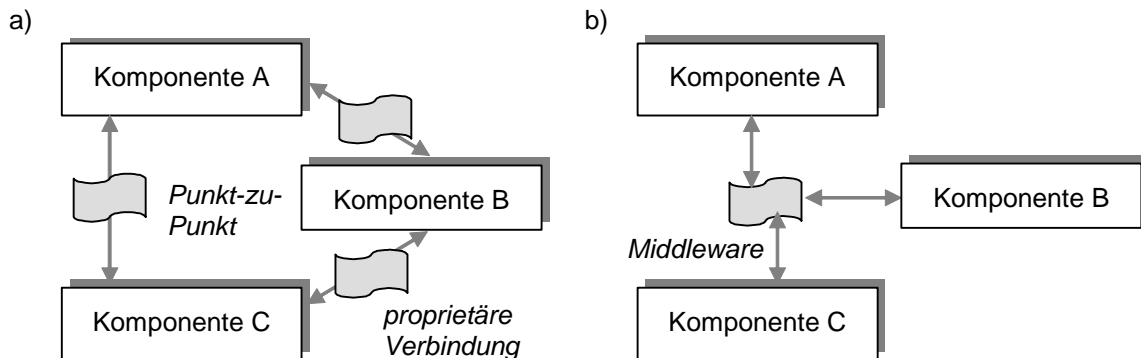 a)
Komponente A
Punkt-zu-
Punkt
Komponente B
Komponente C
proprietäre
Verbindung
b)
Komponente A
Komponente B
Middleware
Komponente C